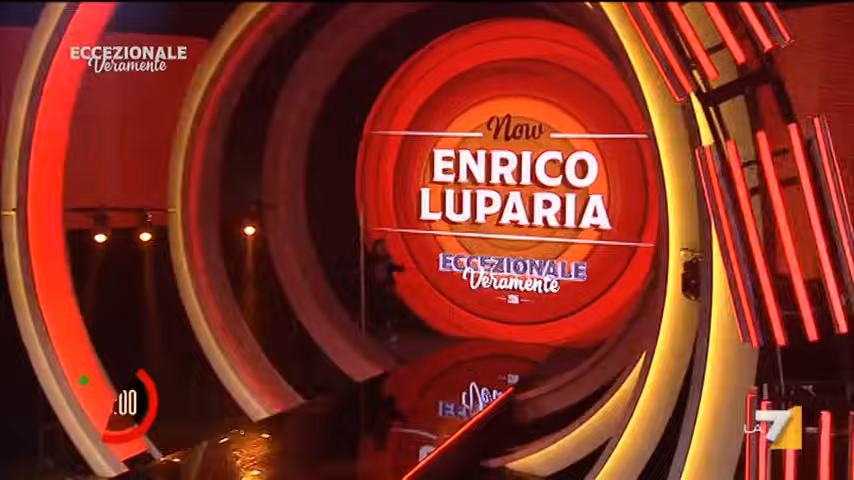 ECCEZIONALE
Veramente
Now
ENRICO
LUPARIA
ECCEZIONALE
Veramente
:00
LA7